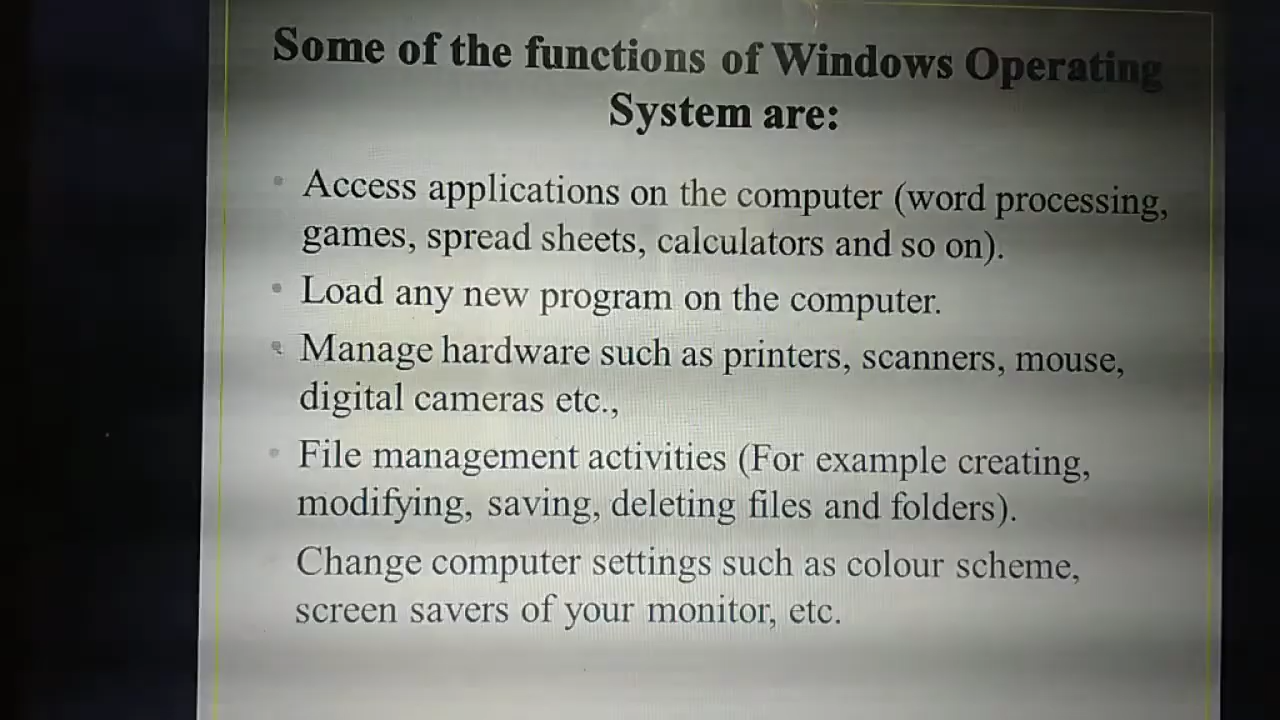 Some of the functions of Windows Operating
System are:
• Access applications on the computer (word processing,
games, spread sheets, calculators and so on).
• Load any new program on the computer.
• Manage hardware such as printers, scanners, mouse,
digital cameras etc.,
• File management activities (For example creating,
modifying, saving, deleting files and folders).
Change computer settings such as colour scheme,
screen savers of your monitor, etc.